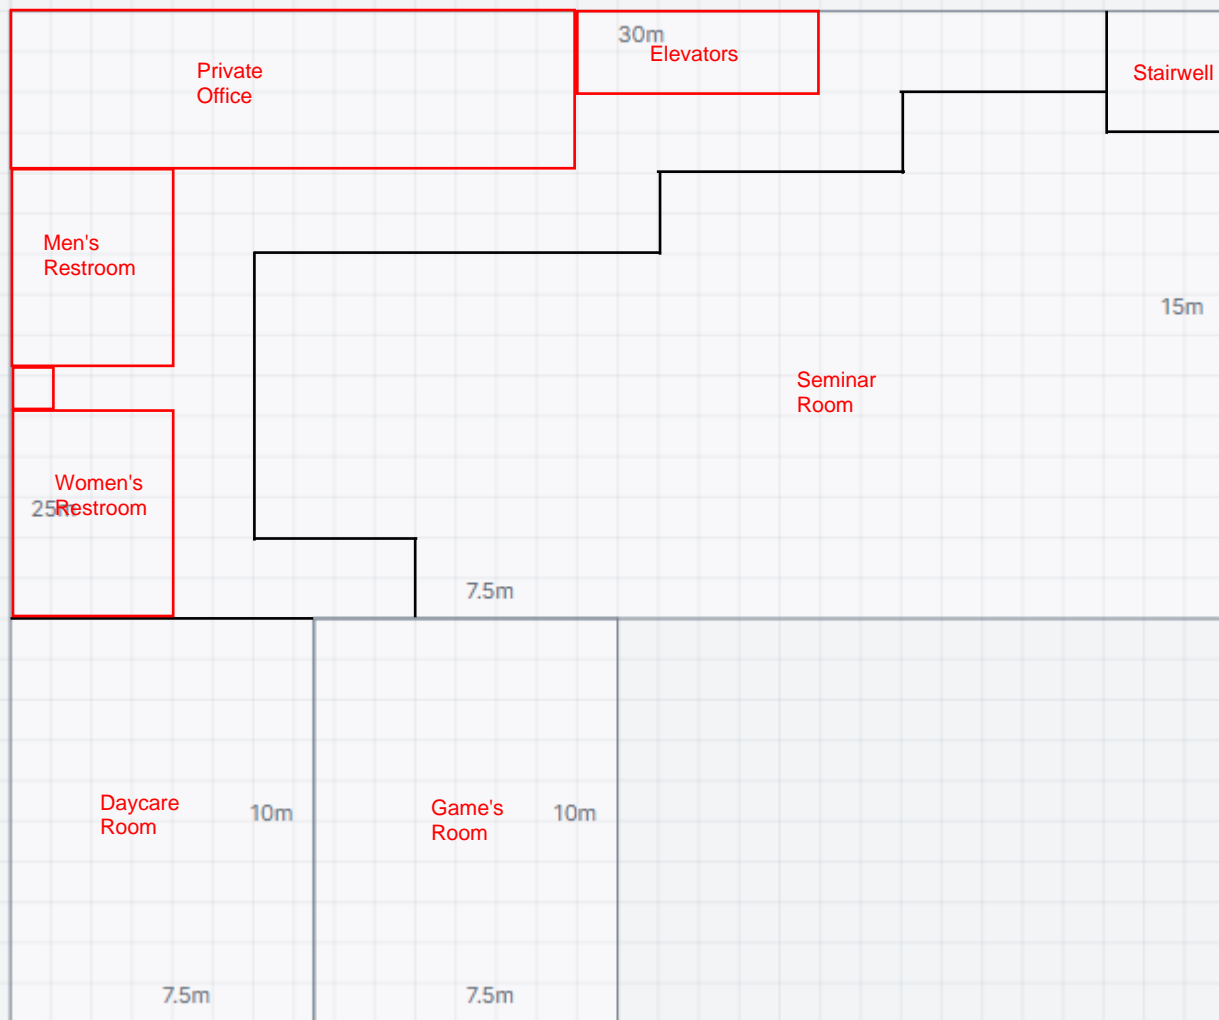 30m
Elevators
Private
Office
Stairwell
Men's
Restroom
15m
Seminar
Room
Women's
Restroom
25m
7.5m
Daycare
Room
10m
Game's
Room
10m
7.5m
7.5m